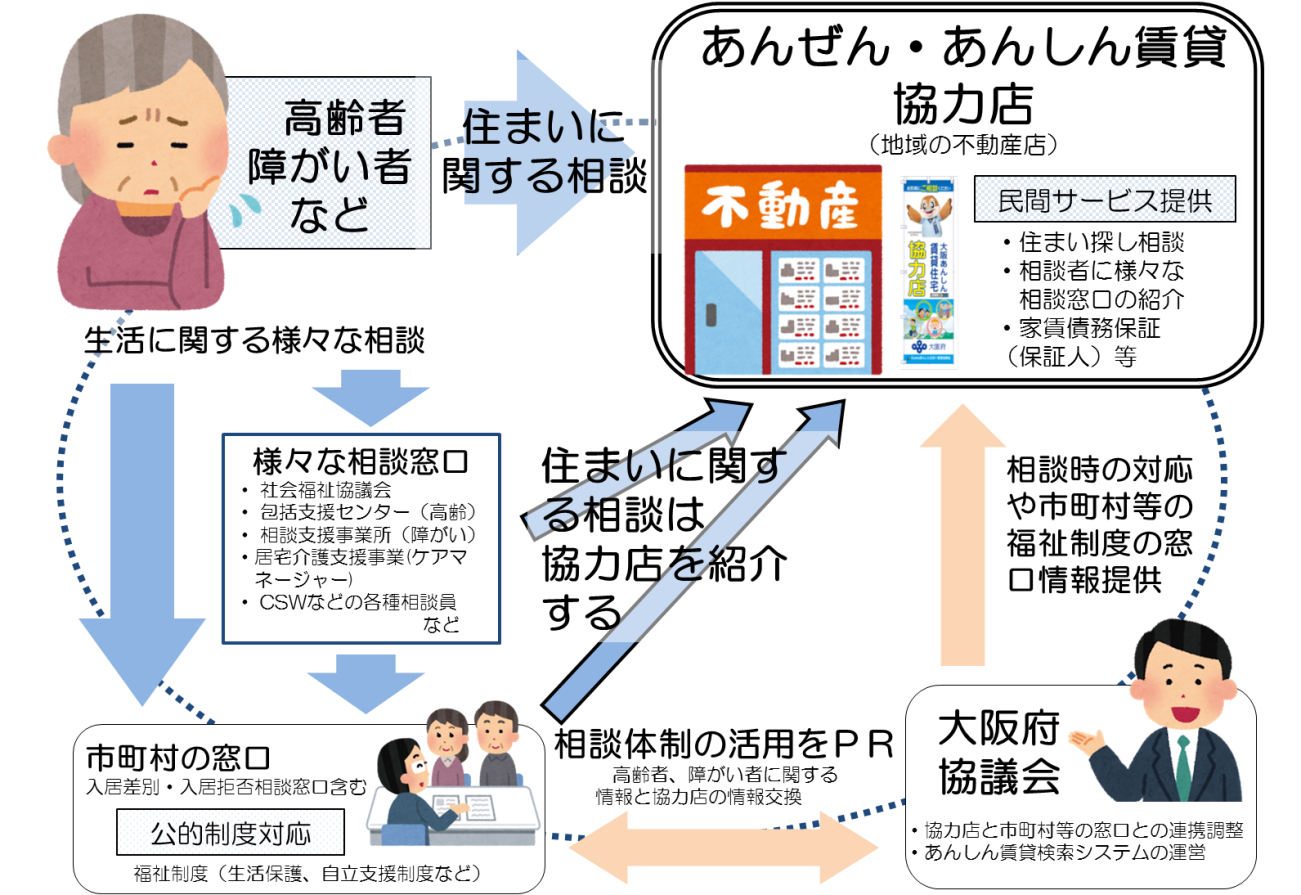 高齢者
障がい者
など
住まいに
関する相談
あんぜん・あんしん賃貸
協力店
（地域の不動産店）
不動産
大阪あんしん
賃貸住宅
協力店
大阪府
民間サービス提供
・住まい探し相談
・相談者に様々な
相談窓口の紹介
・家賃債務保証
（保証人）等
生活に関する様々な相談
様々な相談窓口
・ 社会福祉協議会
・ 包括支援センター（高齢）
・ 相談支援事業所（障がい）
・居宅介護支援事業(ケアマ
ネージャー)
・ CSWなどの各種相談員
など
住まいに関す
る相談は
協力店を紹介
する
相談時の対応
や市町村等の
福祉制度の窓
口情報提供
市町村の窓口
入居差別・入居拒否相談窓口含む
公的制度対応
福祉制度（生活保護、自立支援制度など）
相談体制の活用をＰＲ
高齢者、障がい者に関する
情報と協力店の情報交換
大阪府
協議会
・協力店と市町村等の窓口との連携調整
・あんしん賃貸検索システムの運営